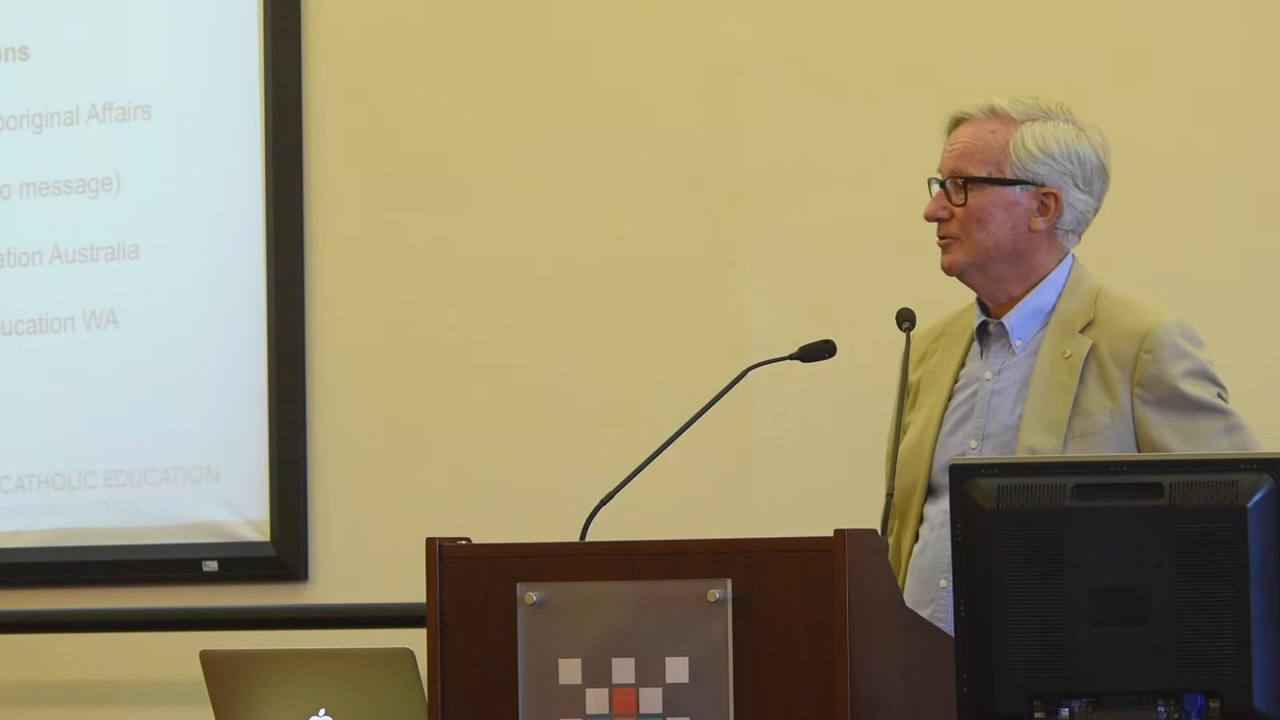 ons
boriginal Affairs
o message)
ation Australia
ucation WA
CATHOLIC EDUCATION